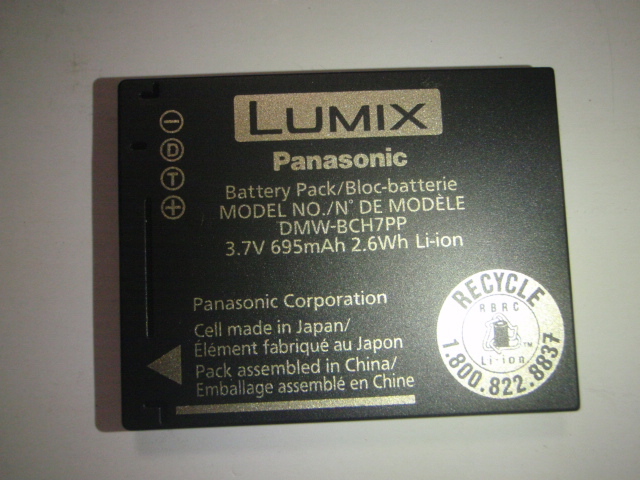 LUMIX
Panasonic
Battery Pack/Bloc-batterie
MODEL NO./N° DE MODÈLE
DMW-BCH7PP
3.7V 695mAh 2.6Wh Li-ion
− D T +
Panasonic Corporation
Cell made in Japan/
Élément fabriqué au Japon
Pack assembled in China/
Emballage assemblé en Chine
RECYCLE
RBRC
TM
Li-ion
1.800.822.8837